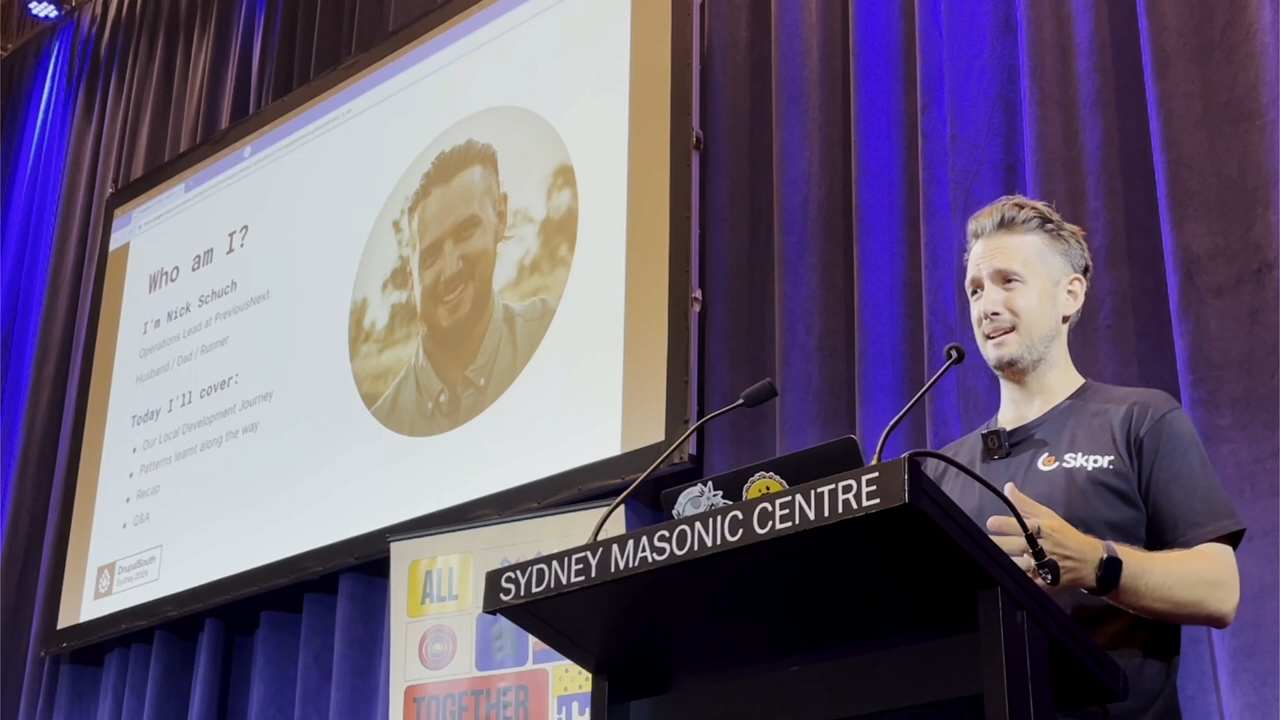 Who am I?
I'm Nick Schuch
Operations Lead at PreviousNext
Husband / Dad / Runner
Today I'll cover:
• Our Local Development Journey
• Patterns learnt along the way
• Recap
• Q&A
DrupalSouth
Sydney 2024
ALL
TOGETHER
SYDNEY MASONIC CENTRE
Skpr.